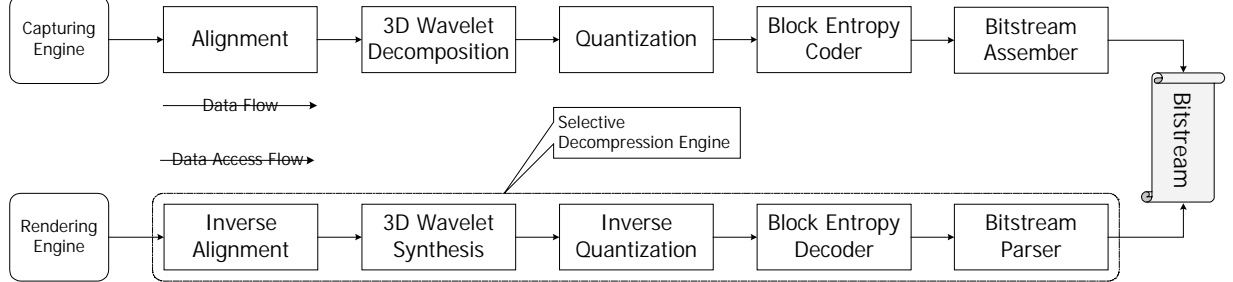 Capturing
Engine
Alignment
3D Wavelet
Decomposition
Quantization
Block Entropy
Coder
Bitstream
Assember
Data Flow
Data Access Flow
Selective
Decompression Engine
Bitstream
Rendering
Engine
Inverse
Alignment
3D Wavelet
Synthesis
Inverse
Quantization
Block Entropy
Decoder
Bitstream
Parser